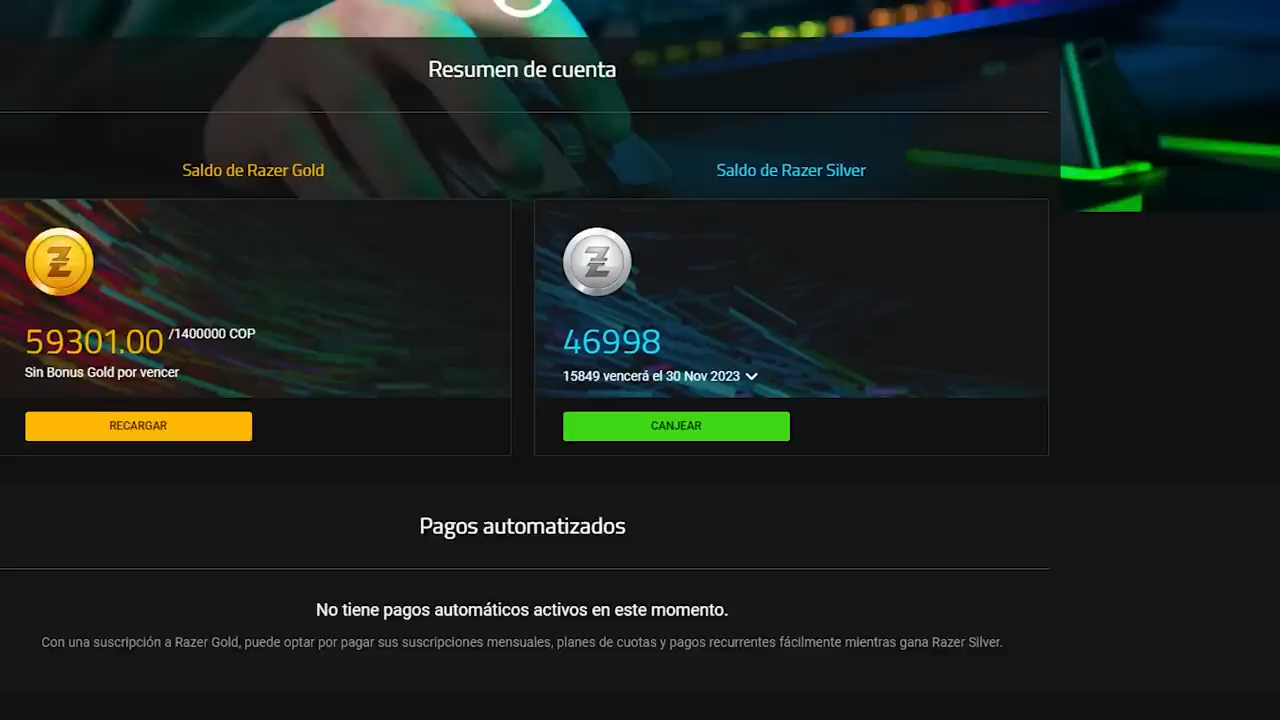 Resumen de cuenta
Saldo de Razer Gold
Saldo de Razer Silver
59301.00 /1400000 COP
Sin Bonus Gold por vencer
RECARGAR
46998
15849 vencerá el 30 Nov 2023
CANJEAR
Pagos automatizados
No tiene pagos automáticos activos en este momento.
Con una suscripción a Razer Gold, puede optar por pagar sus suscripciones mensuales, planes de cuotas y pagos recurrentes fácilmente mientras gana Razer Silver.